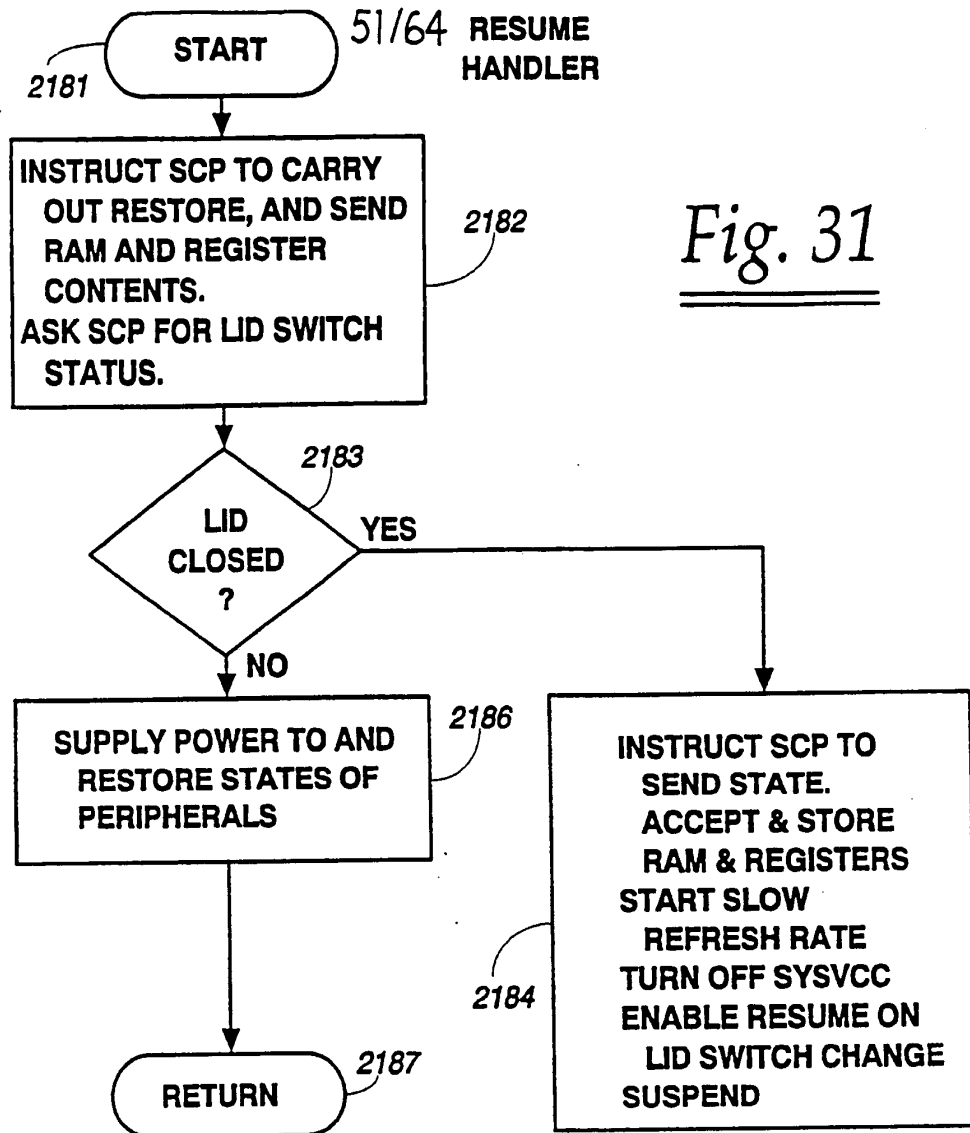 START
51/64 RESUME
HANDLER
2181
INSTRUCT SCP TO CARRY
OUT RESTORE, AND SEND
RAM AND REGISTER
CONTENTS.
ASK SCP FOR LID SWITCH
STATUS.
2182
Fig. 31
2183
LID
CLOSED
?
YES
NO
SUPPLY POWER TO AND
RESTORE STATES OF
PERIPHERALS
2186
INSTRUCT SCP TO
SEND STATE.
ACCEPT & STORE
RAM & REGISTERS
START SLOW
REFRESH RATE
TURN OFF SYSVCC
ENABLE RESUME ON
LID SWITCH CHANGE
SUSPEND
2184
RETURN
2187